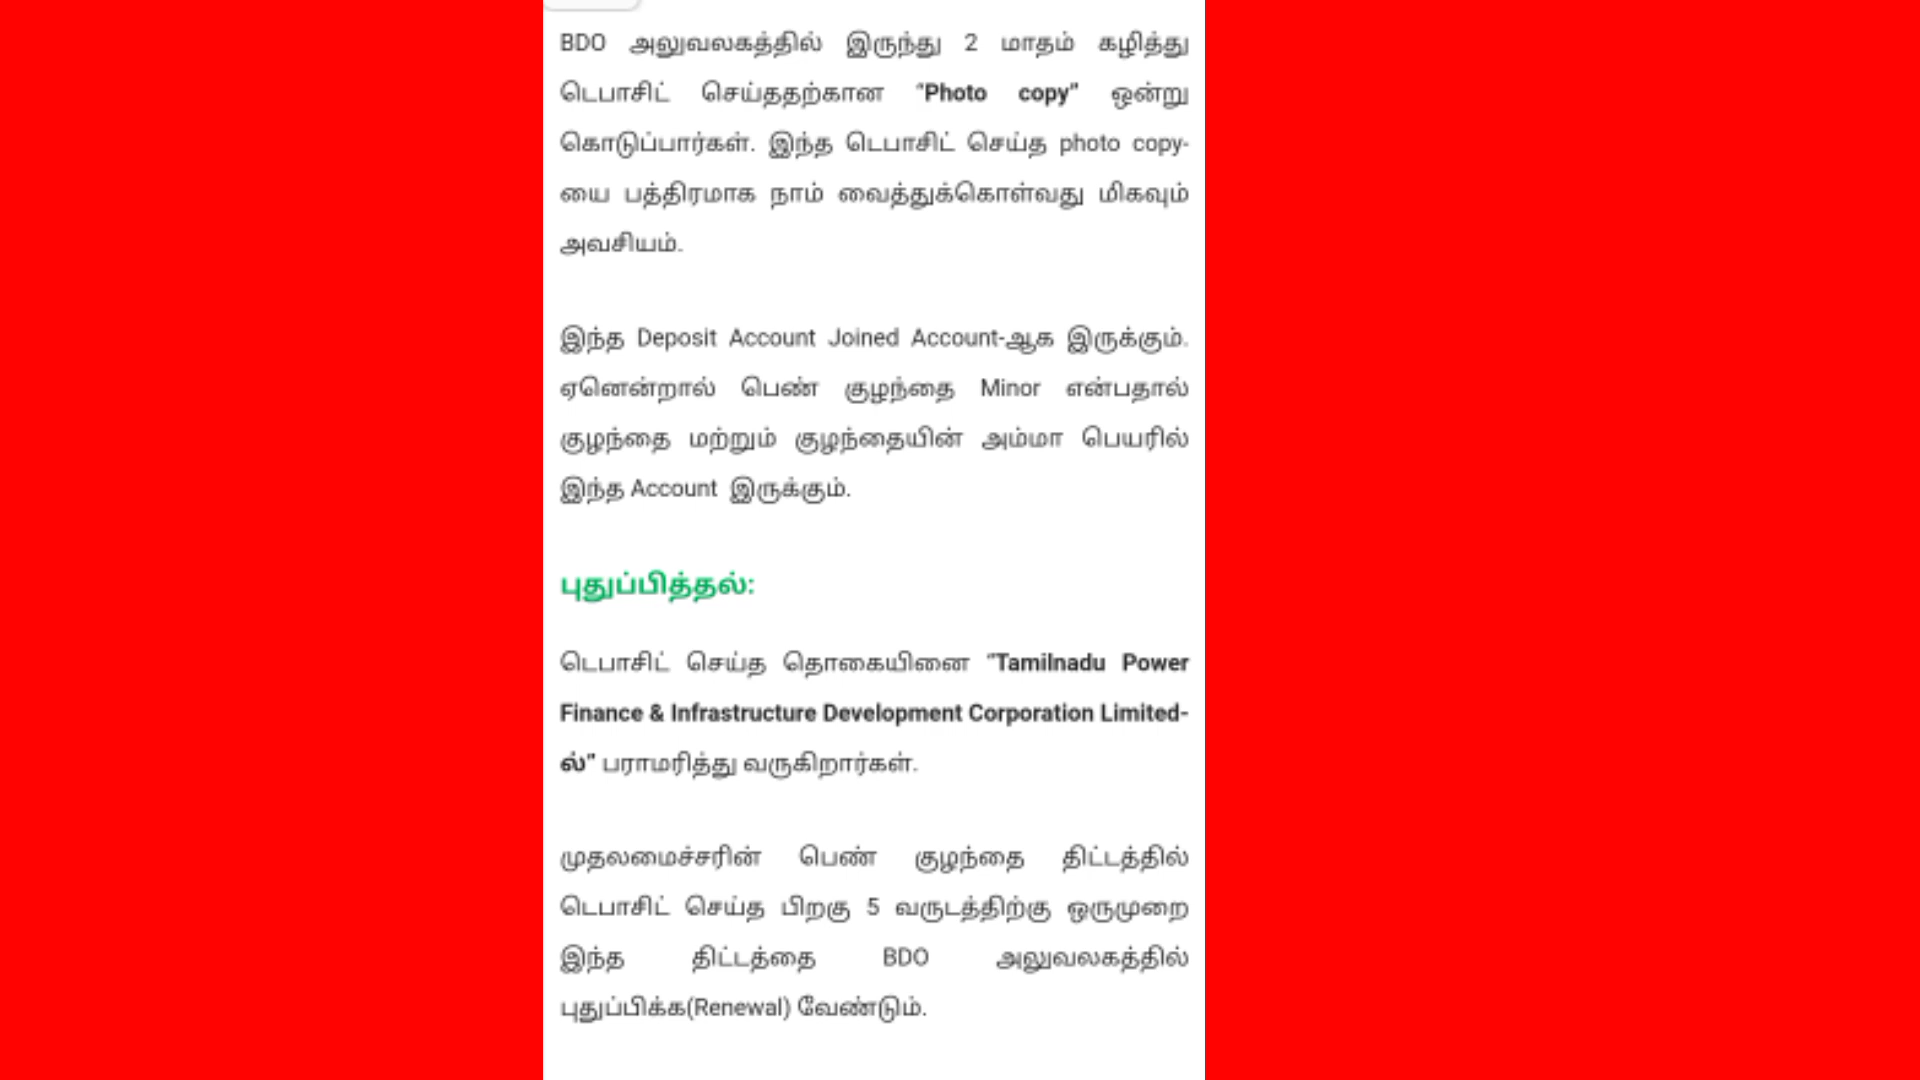 BDO அலுவலகத்தில் இருந்து 2 மாதம் கழித்து
டெபாசிட் செய்ததற்கான “Photo copy” ஒன்று
கொடுப்பார்கள். இந்த டெபாசிட் செய்த photo copy-
யை பத்திரமாக நாம் வைத்துக்கொள்வது மிகவும்
அவசியம்.
இந்த Deposit Account Joined Account-ஆக இருக்கும்.
ஏனென்றால் பெண் குழந்தை Minor என்பதால்
குழந்தை மற்றும் குழந்தையின் அம்மா பெயரில்
இந்த Account இருக்கும்.
புதுப்பித்தல்:
டெபாசிட் செய்த தொகையினை “Tamilnadu Power
Finance & Infrastructure Development Corporation Limited-
ல்” பராமரித்து வருகிறார்கள்.
முதலமைச்சரின் பெண் குழந்தை திட்டத்தில்
டெபாசிட் செய்த பிறகு 5 வருடத்திற்கு ஒருமுறை
இந்த திட்டத்தை BDO அலுவலகத்தில்
புதுப்பிக்க(Renewal) வேண்டும்.